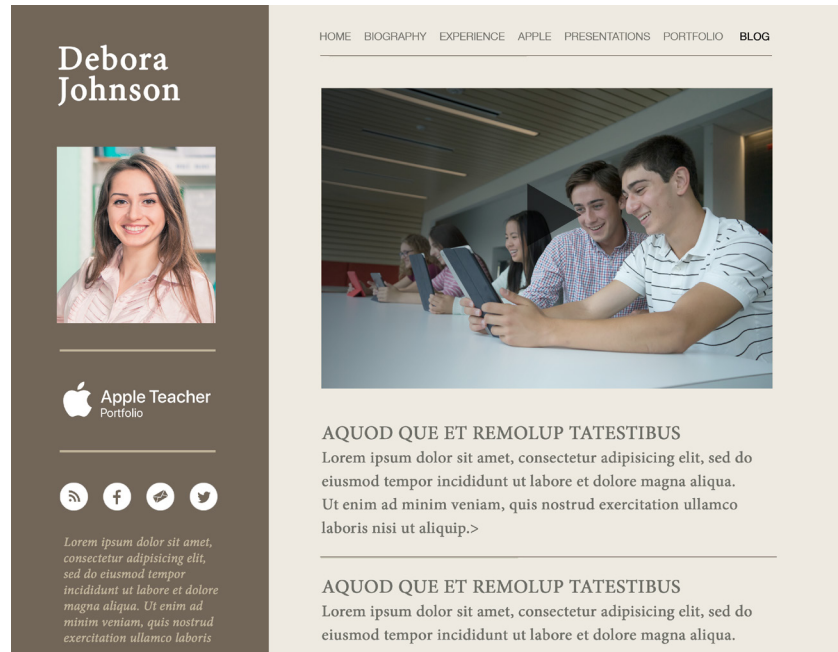 Debora
Johnson
Apple Teacher
Portfolio
Lorem ipsum dolor sit amet,
consectetur adipisicing elit,
sed do eiusmod tempor
incididunt ut labore et dolore
magna aliqua. Ut enim ad
minim veniam, quis nostrud
exercitation ullamco laboris
HOME BIOGRAPHY EXPERIENCE APPLE PRESENTATIONS PORTFOLIO BLOG
AQUOD QUE ET REMOLUP TATESTIBUS
Lorem ipsum dolor sit amet, consectetur adipisicing elit, sed do
eiusmod tempor incididunt ut labore et dolore magna aliqua.
Ut enim ad minim veniam, quis nostrud exercitation ullamco
laboris nisi ut aliquip.>
AQUOD QUE ET REMOLUP TATESTIBUS
Lorem ipsum dolor sit amet, consectetur adipisicing elit, sed do
eiusmod tempor incididunt ut labore et dolore magna aliqua.